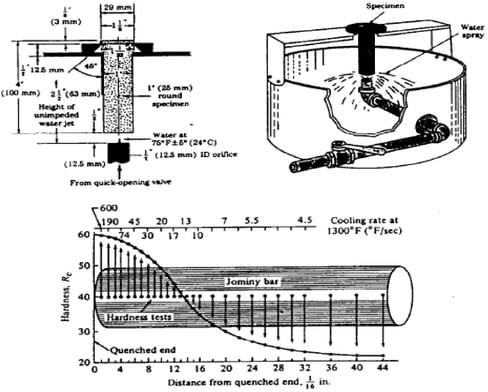 1/8"
(3 mm)
29 mm
1 1/8"
1/2"
12.5 mm
45°
4"
(100 mm)
2 1/2" (63 mm)
1" (25 mm)
round
specimen
Height of
unimpeded
water jet
1/2"
(12.5 mm)
Water at
75°F±5° (24°C)
1/2" (12.5 mm) ID orifice
From quick-opening valve
Specimen
Water
spray
600
190 45 20 13 7 5.5 4.5
74 30 17 10
Cooling rate at
1300°F (°F/sec)
Hardness, Rc
60
50
40
30
20
Jominy bar
Hardness tests
Quenched end
0 4 8 12 16 20 24 28 32 36 40 44
Distance from quenched end, 1/16 in.